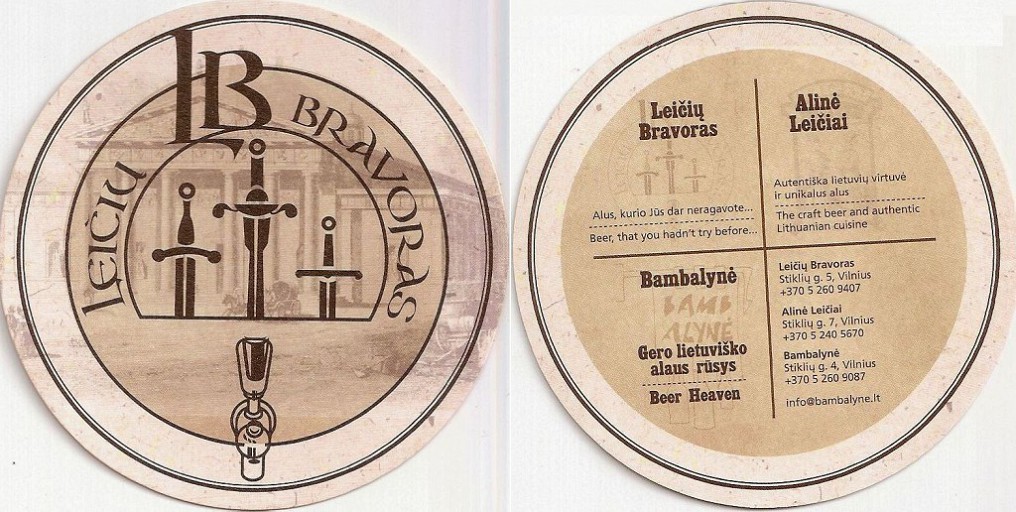 LB
LEIČIŲ BRAVORAS
Leičių
Bravoras
Alus, kurio Jūs dar neragavote...
Beer, that you hadn't try before...
Alinė
Leičiai
Autentiška lietuvių virtuvė
ir unikalus alus
The craft beer and authentic
Lithuanian cuisine
Bambalynė
BAMB
ALYNĖ
Gero lietuviško
alaus rūsys
Beer Heaven
Leičių Bravoras
Stiklių g. 5, Vilnius
+370 5 260 9407
Alinė Leičiai
Stiklių g. 7, Vilnius
+370 5 240 5670
Bambalynė
Stiklių g. 4, Vilnius
+370 5 260 9087
info@bambalyne.lt